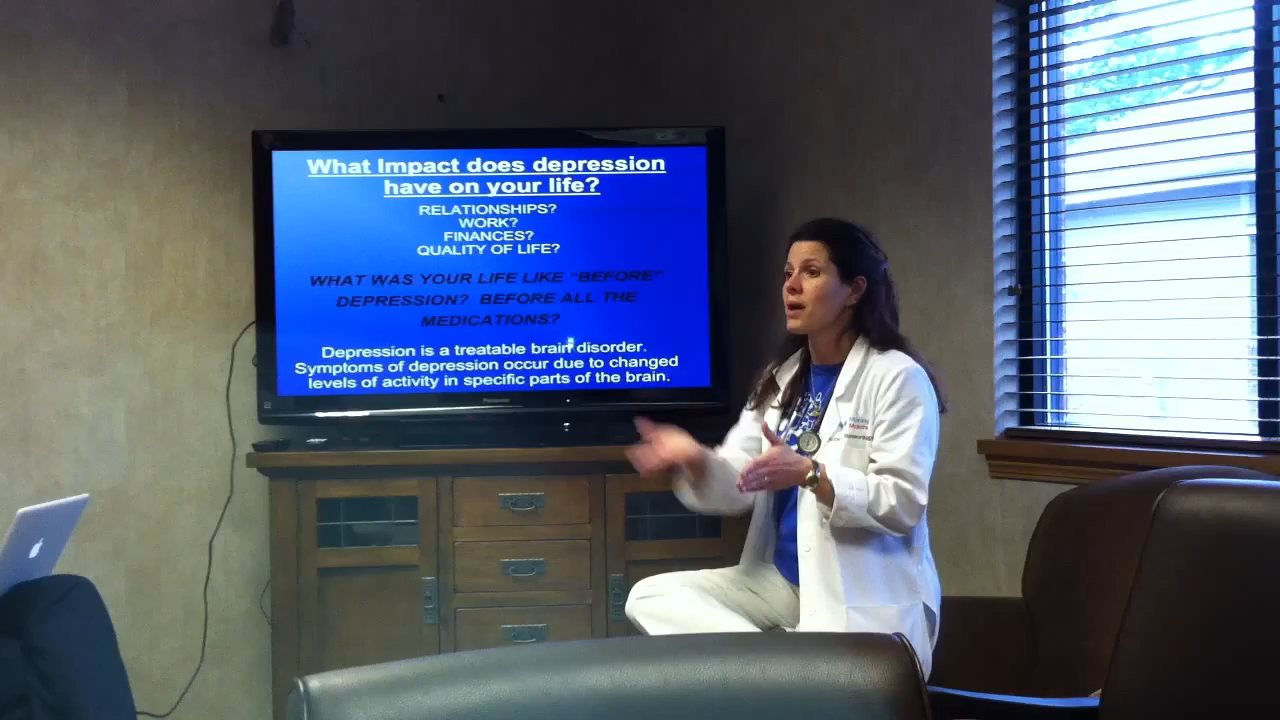 What Impact does depression
have on your life?
RELATIONSHIPS?
WORK?
FINANCES?
QUALITY OF LIFE?
WHAT WAS YOUR LIFE LIKE “BEFORE”
DEPRESSION? BEFORE ALL THE
MEDICATIONS?
Depression is a treatable brain disorder.
Symptoms of depression occur due to changed
levels of activity in specific parts of the brain.
Panasonic